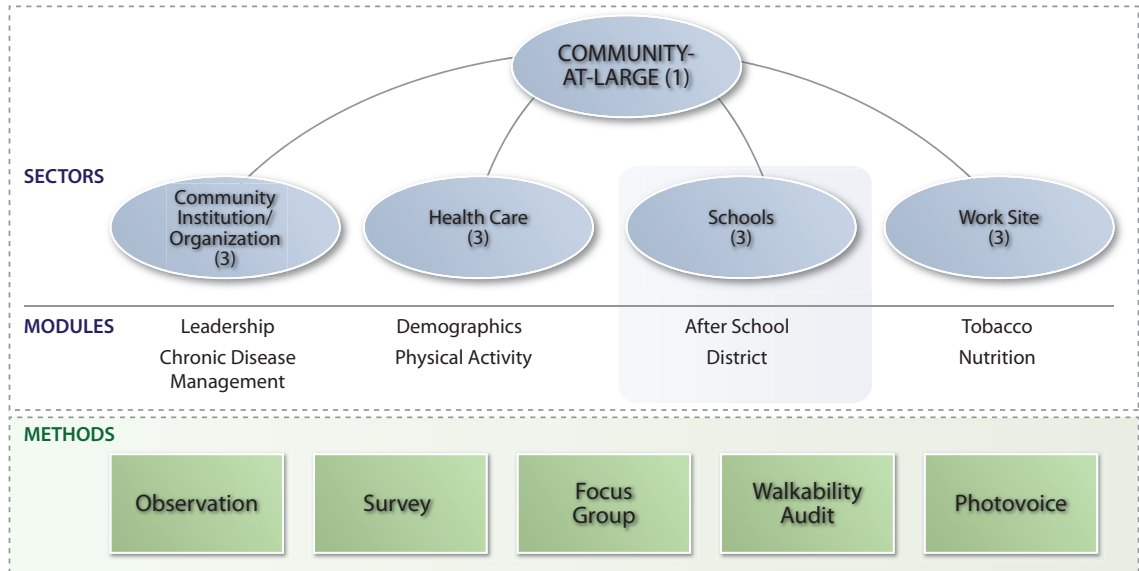 COMMUNITY-
AT-LARGE (1)
SECTORS
Community
Institution/
Organization
(3)
Health Care
(3)
Schools
(3)
Work Site
(3)
MODULES
Leadership
Chronic Disease
Management
Demographics
Physical Activity
After School
District
Tobacco
Nutrition
METHODS
Observation
Survey
Focus
Group
Walkability
Audit
Photovoice